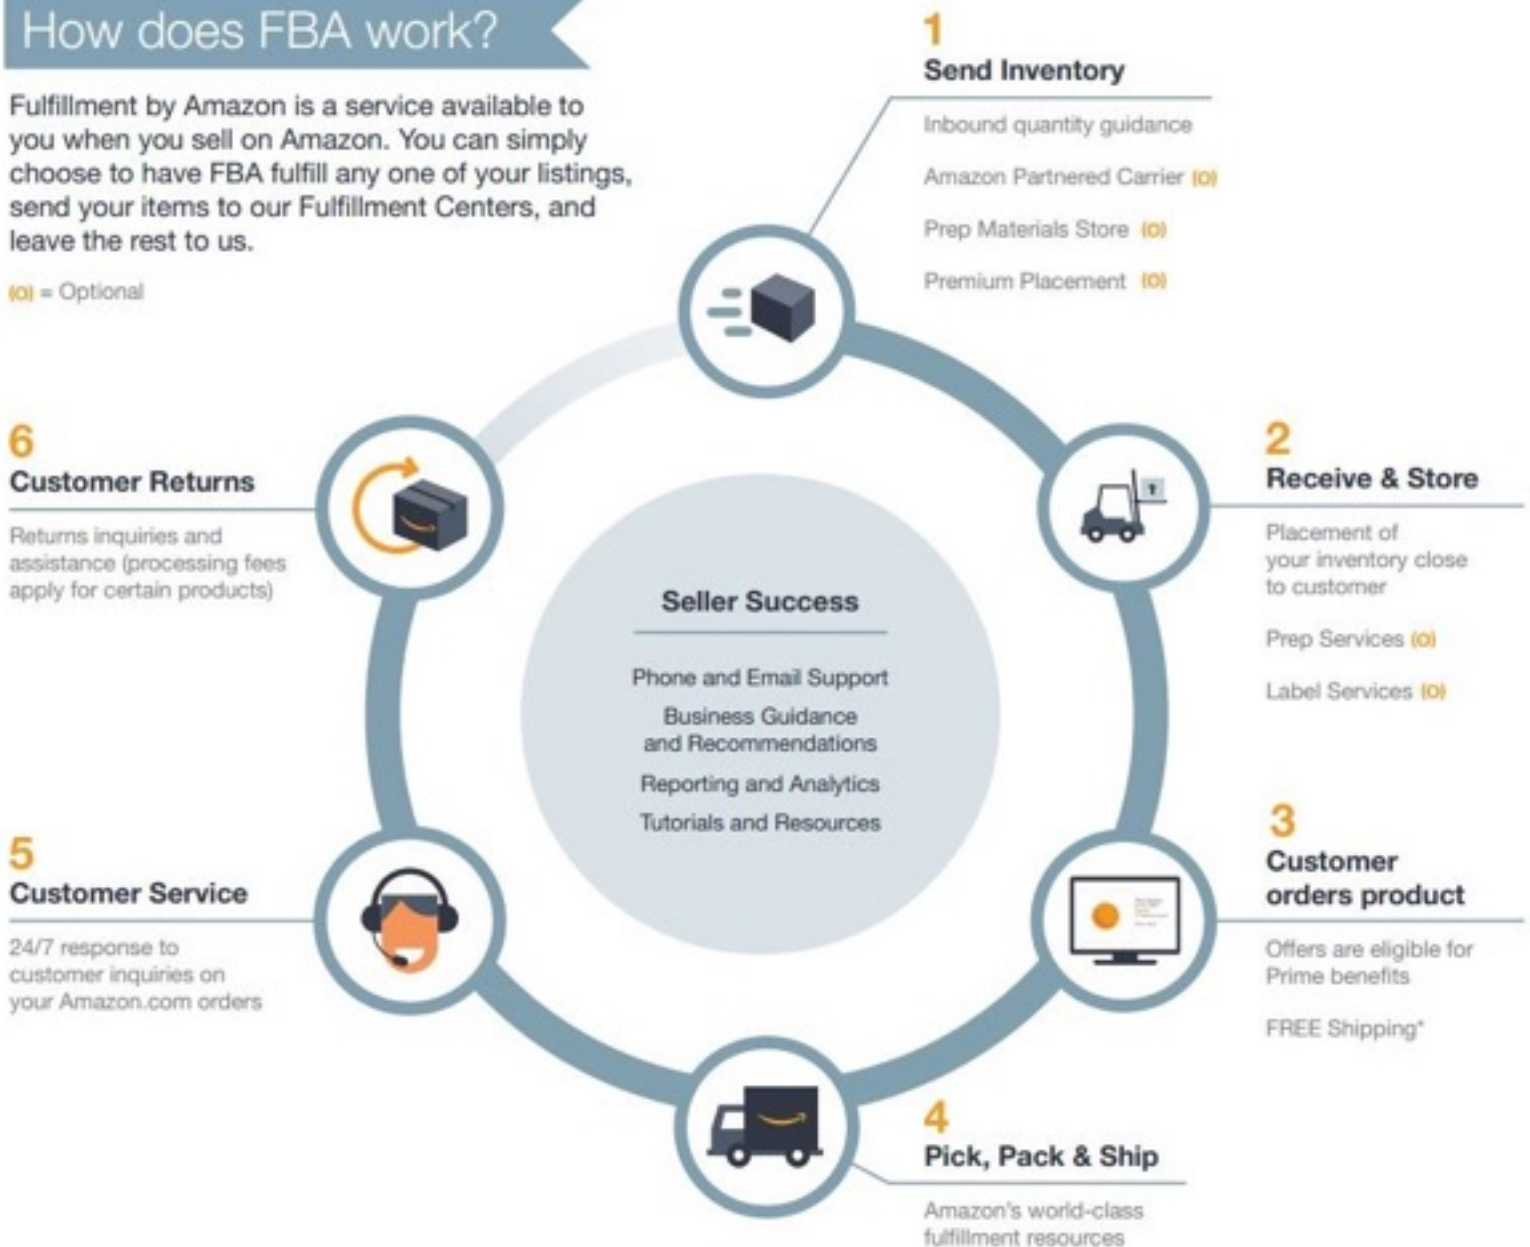 How does FBA work?
Fulfillment by Amazon is a service available to
you when you sell on Amazon. You can simply
choose to have FBA fulfill any one of your listings,
send your items to our Fulfillment Centers, and
leave the rest to us.
(O) = Optional
1
Send Inventory
Inbound quantity guidance
Amazon Partnered Carrier (O)
Prep Materials Store (O)
Premium Placement (O)
2
Receive & Store
Placement of
your inventory close
to customer
Prep Services (O)
Label Services (O)
3
Customer
orders product
Offers are eligible for
Prime benefits
FREE Shipping*
4
Pick, Pack & Ship
Amazon's world-class
fulfillment resources
5
Customer Service
24/7 response to
customer inquiries on
your Amazon.com orders
6
Customer Returns
Returns inquiries and
assistance (processing fees
apply for certain products)
Seller Success
Phone and Email Support
Business Guidance
and Recommendations
Reporting and Analytics
Tutorials and Resources